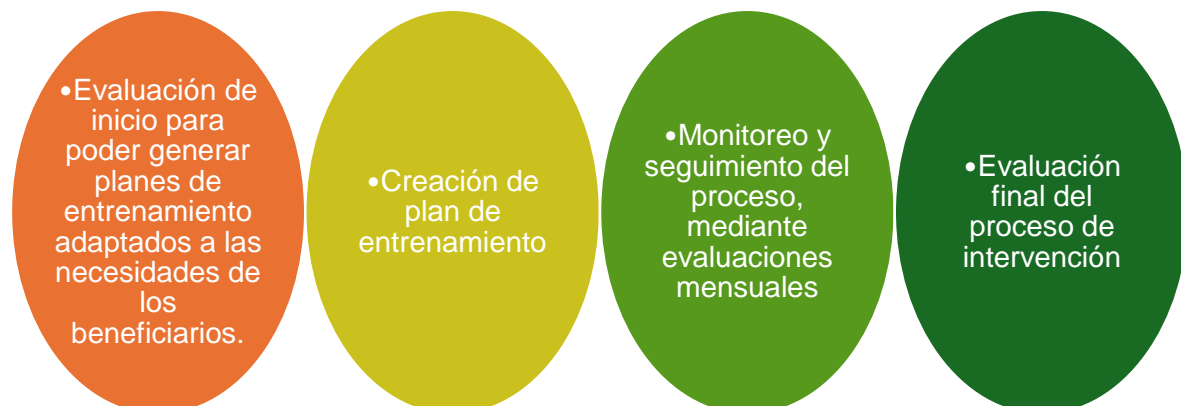 •Evaluación de
inicio para
poder generar
planes de
entrenamiento
adaptados a las
necesidades de
los
beneficiarios.
•Creación de
plan de
entrenamiento
•Monitoreo y
seguimiento del
proceso,
mediante
evaluaciones
mensuales
•Evaluación
final del
proceso de
intervención